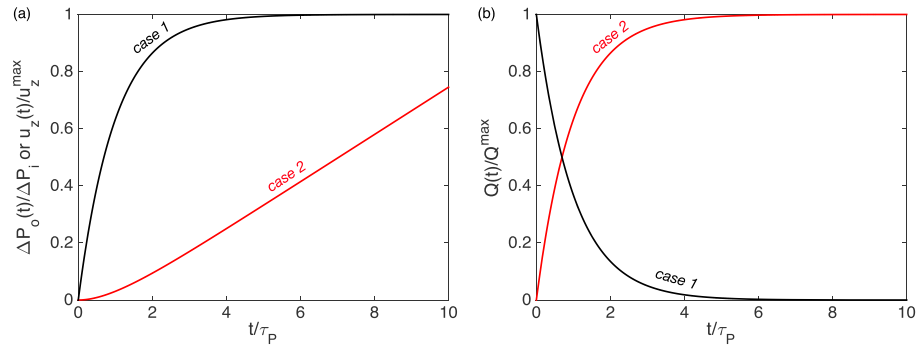 (a)
1
0.8
0.6
0.4
0.2
0
0 2 4 6 8 10
ΔP_o(t)/ΔP_i or u_z(t)/u_z^max
t/τ_P
case 1
case 2
(b)
1
0.8
0.6
0.4
0.2
0
0 2 4 6 8 10
Q(t)/Q^max
t/τ_P
case 2
case 1